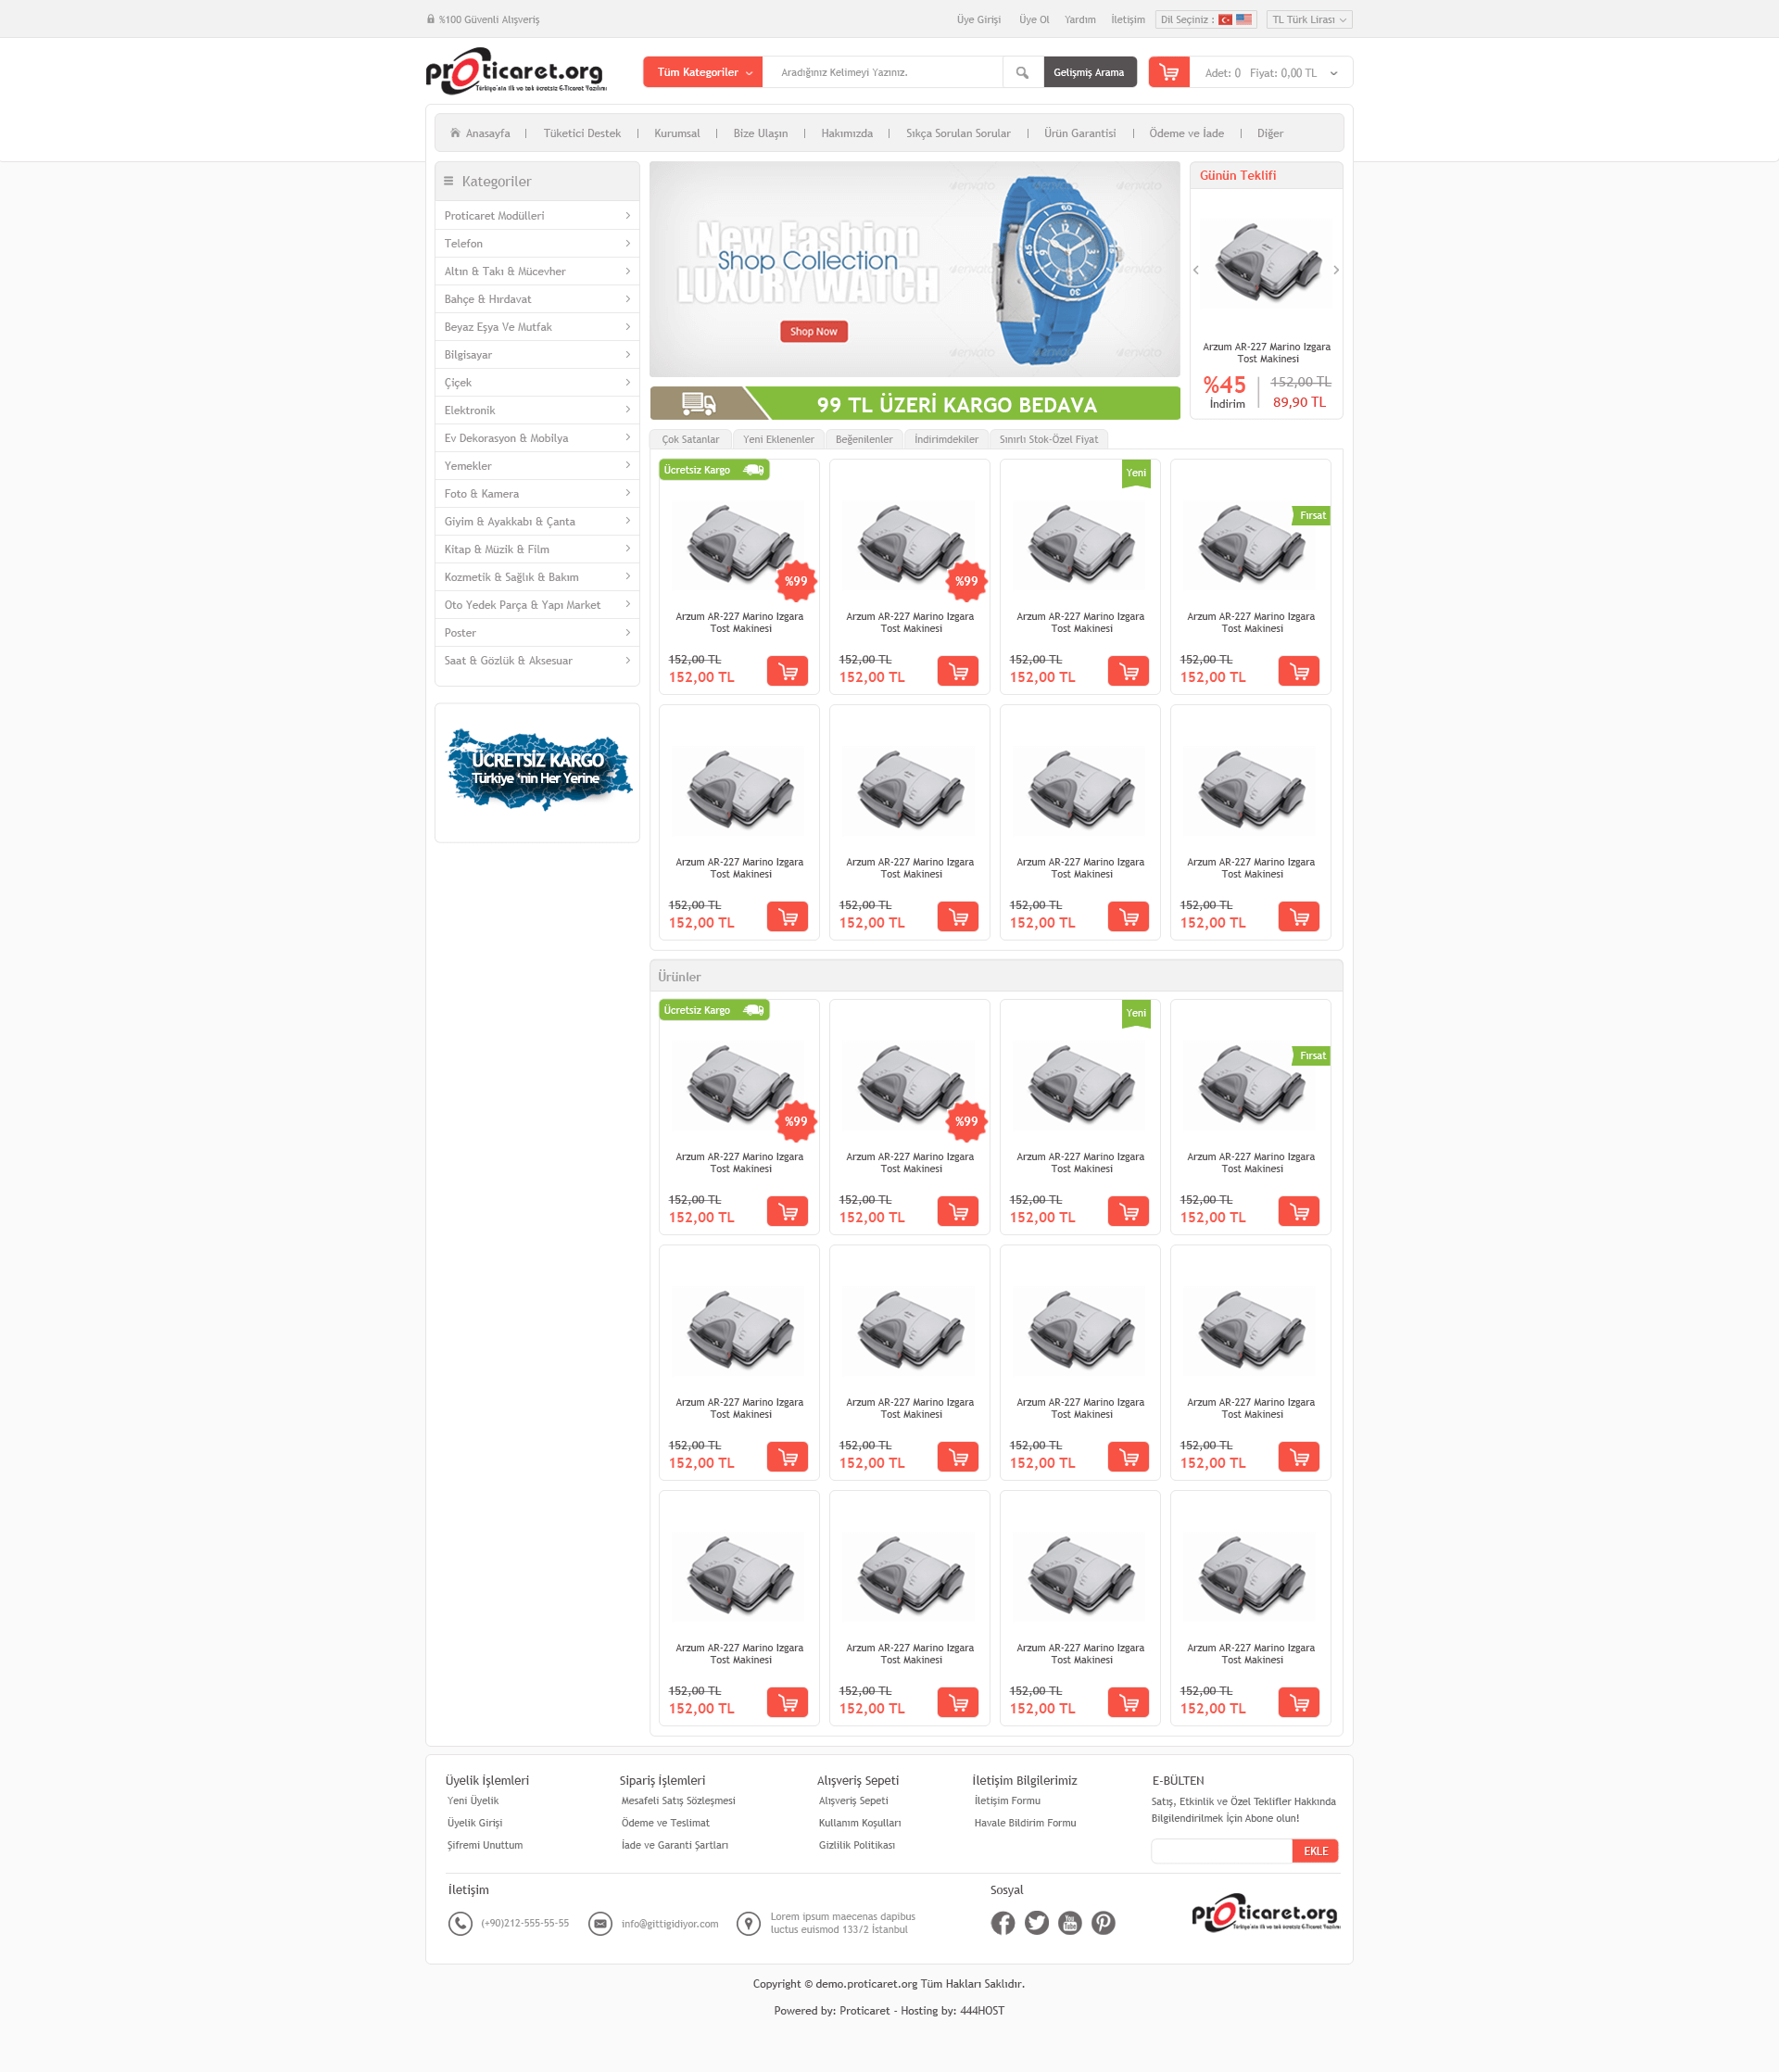 %100 Güvenli Alışveriş
Üye Girişi Üye Ol Yardım İletişim Dil Seçiniz : TL Türk Lirası
proticaret.org
Türkiye'nin ilk ve tek ücretsiz E-Ticaret Yazılımı
Tüm Kategoriler Aradığınız Kelimeyi Yazınız. Gelişmiş Arama Adet: 0 Fiyat: 0,00 TL
Anasayfa | Tüketici Destek | Kurumsal | Bize Ulaşın | Hakımızda | Sıkça Sorulan Sorular | Ürün Garantisi | Ödeme ve İade | Diğer
Kategoriler
Proticaret Modülleri
Telefon
Altın & Takı & Mücevher
Bahçe & Hırdavat
Beyaz Eşya Ve Mutfak
Bilgisayar
Çiçek
Elektronik
Ev Dekorasyon & Mobilya
Yemekler
Foto & Kamera
Giyim & Ayakkabı & Çanta
Kitap & Müzik & Film
Kozmetik & Sağlık & Bakım
Oto Yedek Parça & Yapı Market
Poster
Saat & Gözlük & Aksesuar
ÜCRETSİZ KARGO
Türkiye 'nin Her Yerine
New Fashion
Shop Collection
LUXURY WATCH
Shop Now
envato envato envato
envato envato
envato envato envato
99 TL ÜZERİ KARGO BEDAVA
Günün Teklifi
Arzum AR-227 Marino Izgara
Tost Makinesi
%45 152,00 TL
İndirim 89,90 TL
Çok Satanlar Yeni Eklenenler Beğenilenler İndirimdekiler Sınırlı Stok-Özel Fiyat
Ücretsiz Kargo Yeni
Fırsat
%99 %99
Arzum AR-227 Marino Izgara Arzum AR-227 Marino Izgara Arzum AR-227 Marino Izgara Arzum AR-227 Marino Izgara
Tost Makinesi Tost Makinesi Tost Makinesi Tost Makinesi
152,00 TL 152,00 TL 152,00 TL 152,00 TL
152,00 TL 152,00 TL 152,00 TL 152,00 TL
Arzum AR-227 Marino Izgara Arzum AR-227 Marino Izgara Arzum AR-227 Marino Izgara Arzum AR-227 Marino Izgara
Tost Makinesi Tost Makinesi Tost Makinesi Tost Makinesi
152,00 TL 152,00 TL 152,00 TL 152,00 TL
152,00 TL 152,00 TL 152,00 TL 152,00 TL
Ürünler
Ücretsiz Kargo Yeni
Fırsat
%99 %99
Arzum AR-227 Marino Izgara Arzum AR-227 Marino Izgara Arzum AR-227 Marino Izgara Arzum AR-227 Marino Izgara
Tost Makinesi Tost Makinesi Tost Makinesi Tost Makinesi
152,00 TL 152,00 TL 152,00 TL 152,00 TL
152,00 TL 152,00 TL 152,00 TL 152,00 TL
Arzum AR-227 Marino Izgara Arzum AR-227 Marino Izgara Arzum AR-227 Marino Izgara Arzum AR-227 Marino Izgara
Tost Makinesi Tost Makinesi Tost Makinesi Tost Makinesi
152,00 TL 152,00 TL 152,00 TL 152,00 TL
152,00 TL 152,00 TL 152,00 TL 152,00 TL
Arzum AR-227 Marino Izgara Arzum AR-227 Marino Izgara Arzum AR-227 Marino Izgara Arzum AR-227 Marino Izgara
Tost Makinesi Tost Makinesi Tost Makinesi Tost Makinesi
152,00 TL 152,00 TL 152,00 TL 152,00 TL
152,00 TL 152,00 TL 152,00 TL 152,00 TL
Üyelik İşlemleri
Yeni Üyelik
Üyelik Girişi
Şifremi Unuttum
Sipariş İşlemleri
Mesafeli Satış Sözleşmesi
Ödeme ve Teslimat
İade ve Garanti Şartları
Alışveriş Sepeti
Alışveriş Sepeti
Kullanım Koşulları
Gizlilik Politikası
İletişim Bilgilerimiz
İletişim Formu
Havale Bildirim Formu
E-BÜLTEN
Satış, Etkinlik ve Özel Teklifler Hakkında
Bilgilendirilmek İçin Abone olun!
EKLE
İletişim
(+90)212-555-55-55
info@gittigidiyor.com
Lorem ipsum maecenas dapibus
luctus euismod 133/2 İstanbul
Sosyal
You Tube
proticaret.org
Türkiye'nin ilk ve tek ücretsiz E-Ticaret Yazılımı
Copyright © demo.proticaret.org Tüm Hakları Saklıdır.
Powered by: Proticaret - Hosting by: 444HOST